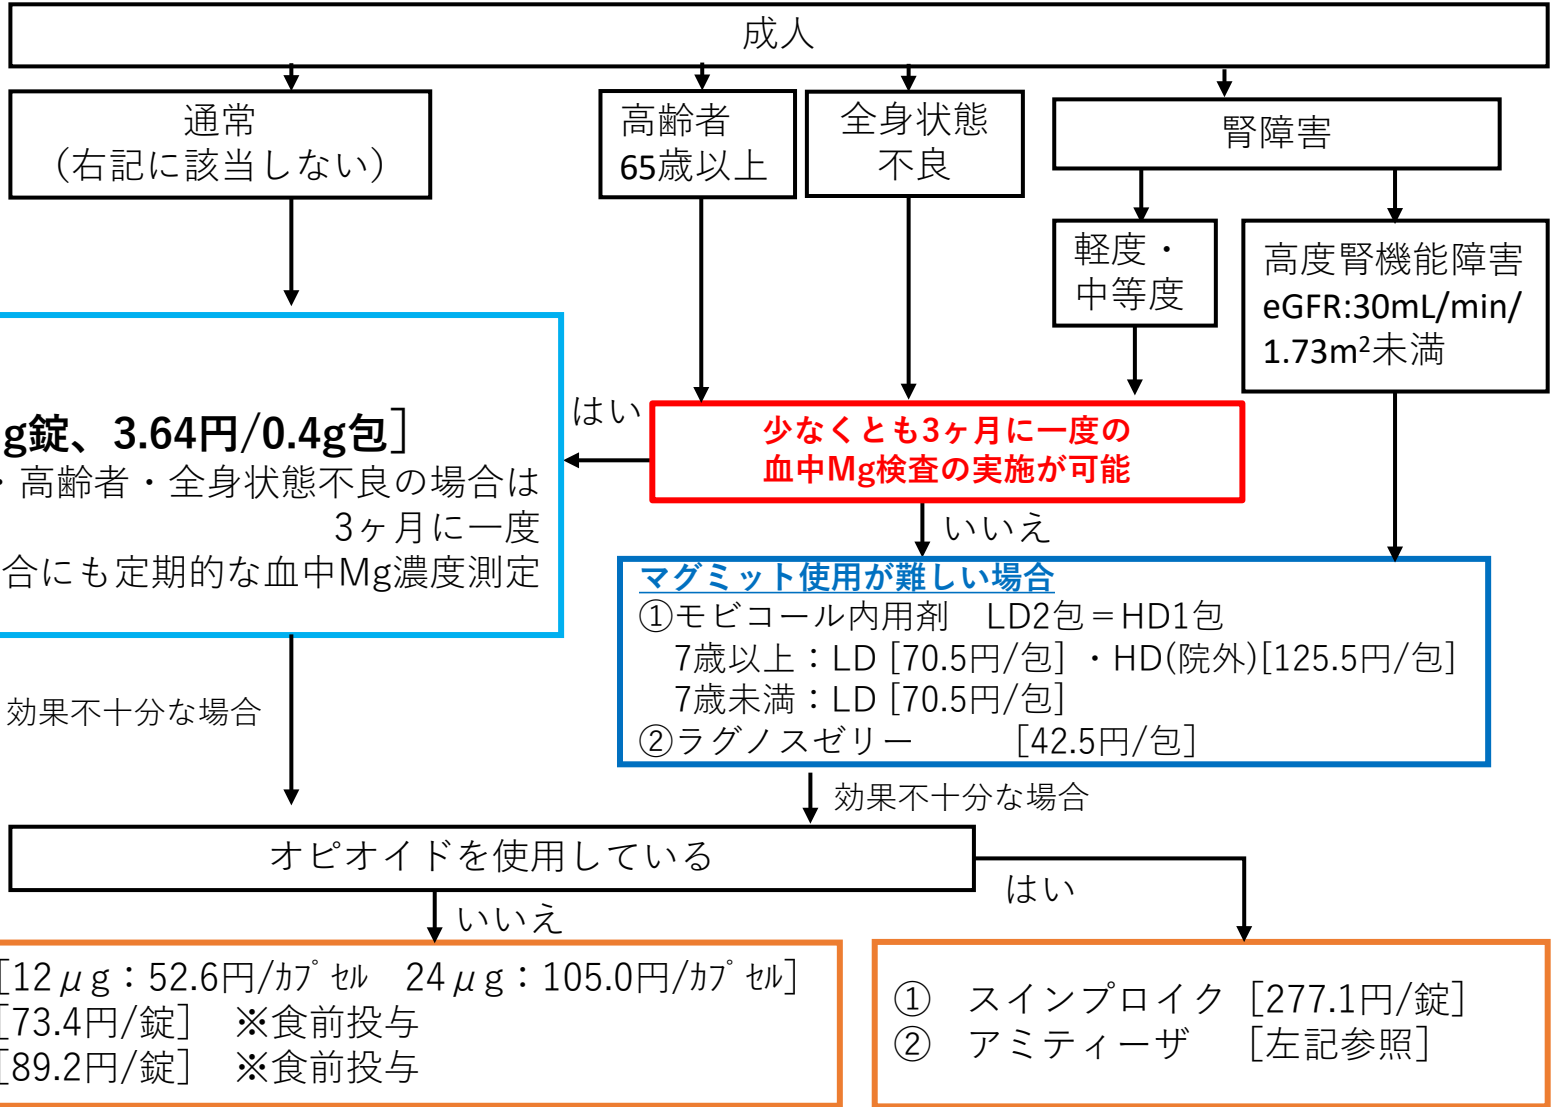 成人
通常
（右記に該当しない）
高齢者
65歳以上
全身状態
不良
腎障害
軽度・
中等度
高度腎機能障害
eGFR:30mL/min/
1.73m²未満
g錠、3.64円/0.4g包］
・高齢者・全身状態不良の場合は
3ヶ月に一度
合にも定期的な血中Mg濃度測定
はい
少なくとも3ヶ月に一度の
血中Mg検査の実施が可能
いいえ
マグミット使用が難しい場合
①モビコール内用剤　LD2包＝HD1包
7歳以上：LD [70.5円/包] ・HD(院外)[125.5円/包]
7歳未満：LD [70.5円/包]
②ラグノスゼリー　　　[42.5円/包]
効果不十分な場合
効果不十分な場合
オピオイドを使用している
はい
いいえ
［12μg：52.6円/ｶﾌﾟｾﾙ　24μg：105.0円/ｶﾌﾟｾﾙ］
［73.4円/錠］　※食前投与
［89.2円/錠］　※食前投与
①　スインプロイク［277.1円/錠］
②　アミティーザ　［左記参照］